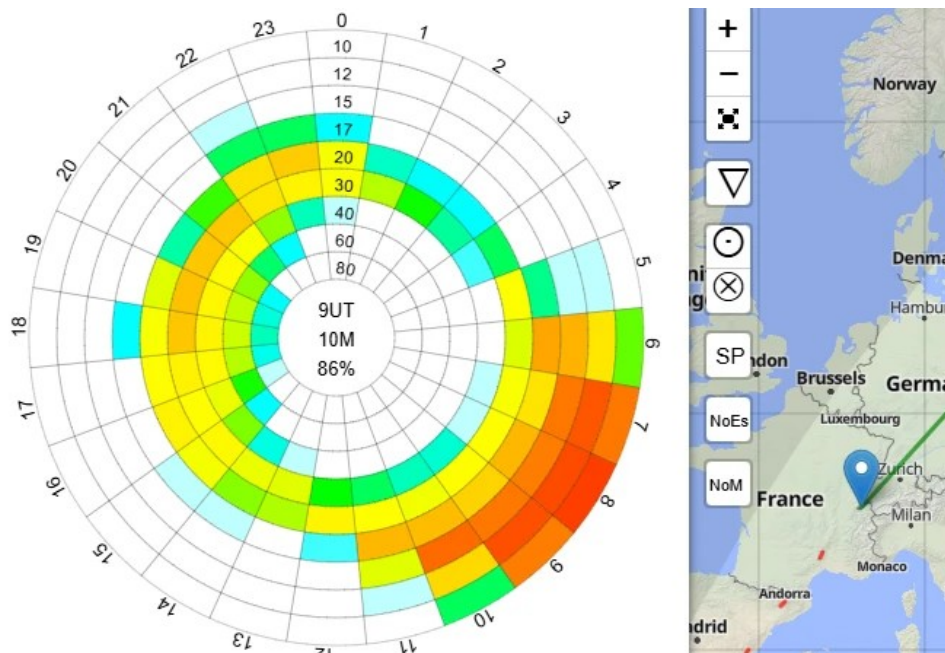 0
1
2
3
4
5
6
7
8
9
10
11
12
13
14
15
16
17
18
19
20
21
22
23
10
12
15
17
20
30
40
60
80
9UT
10M
86%
+
−
SP
NoEs
NoM
Norway
Denma
Hambu
ndon
Brussels
Germa
Luxembourg
Zurich
France
Milan
Monaco
Andorra
drid